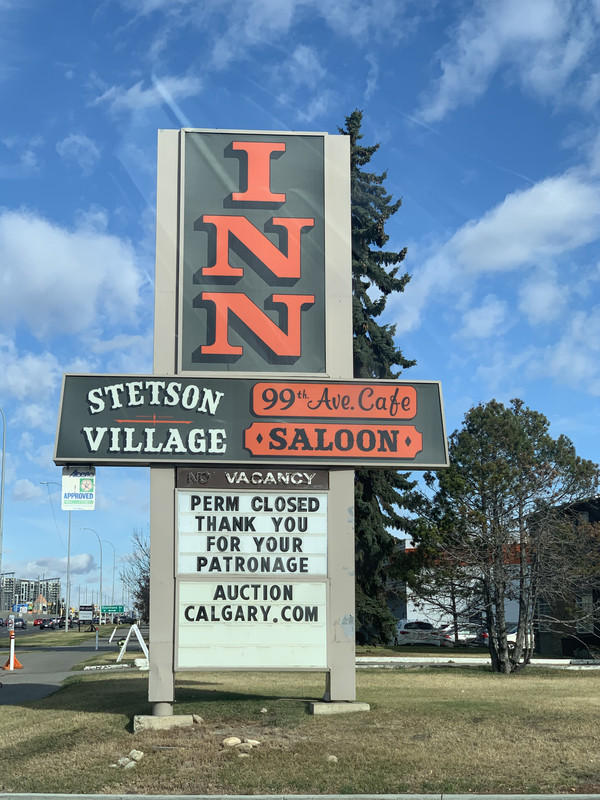 INN
STETSON
VILLAGE
99th Ave. Cafe
SALOON
NO VACANCY
APPROVED
PERM CLOSED
THANK YOU
FOR YOUR
PATRONAGE
AUCTION
CALGARY.COM